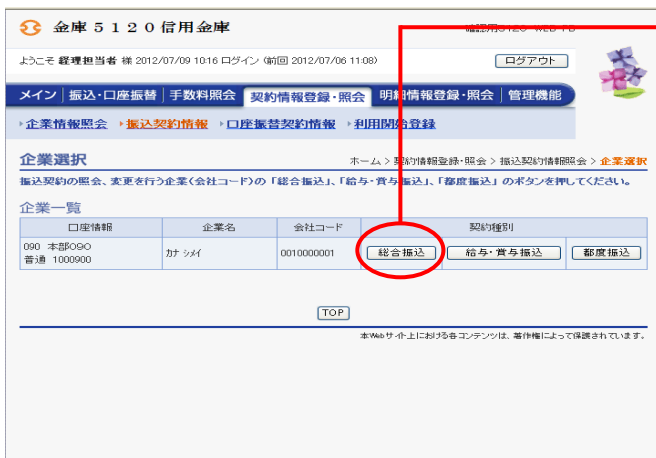 金庫５１２０信用金庫
ようこそ 経理担当者 様 2012/07/09 10:16 ログイン (前回 2012/07/06 11:08)
ログアウト
メイン 振込・口座振替 手数料照会 契約情報登録・照会 明細情報登録・照会 管理機能
企業情報照会 振込契約情報 口座振替契約情報 利用開始登録
企業選択
ホーム > 契約情報登録・照会 > 振込契約情報照会 > 企業選択
振込契約の照会、変更を行う企業(会社コード)の「総合振込」、「給与・賞与振込」、「都度振込」のボタンを押してください。
企業一覧
口座情報 企業名 会社コード 契約種別
090 本部090 
普通 1000900
カナ シメイ 0010000001 総合振込 給与・賞与振込 都度振込
TOP
本Webサイト上における各コンテンツは、著作権によって保護されています。